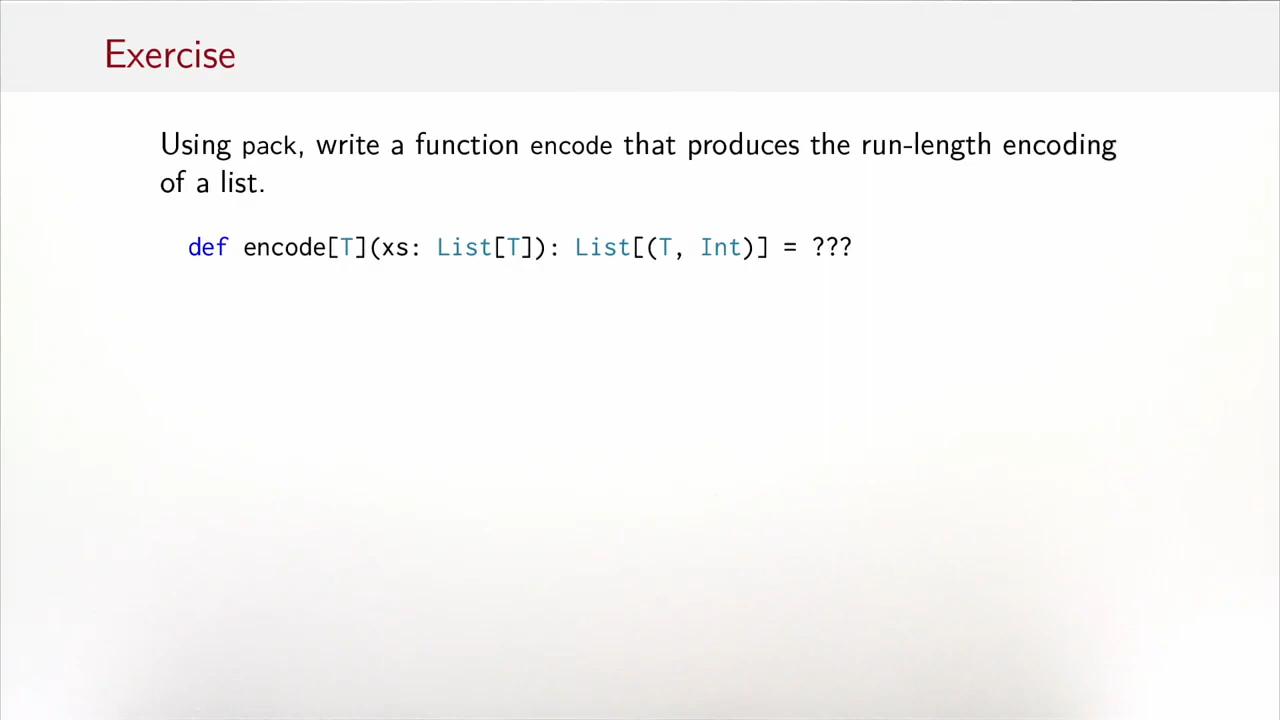 Exercise
Using pack, write a function encode that produces the run-length encoding
of a list.
def encode[T](xs: List[T]): List[(T, Int)] = ???